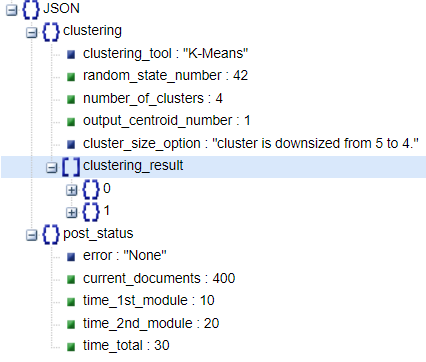 JSON
clustering
clustering_tool : "K-Means"
random_state_number : 42
number_of_clusters : 4
output_centroid_number : 1
cluster_size_option : "cluster is downsized from 5 to 4."
clustering_result
0
1
post_status
error : "None"
current_documents : 400
time_1st_module : 10
time_2nd_module : 20
time_total : 30